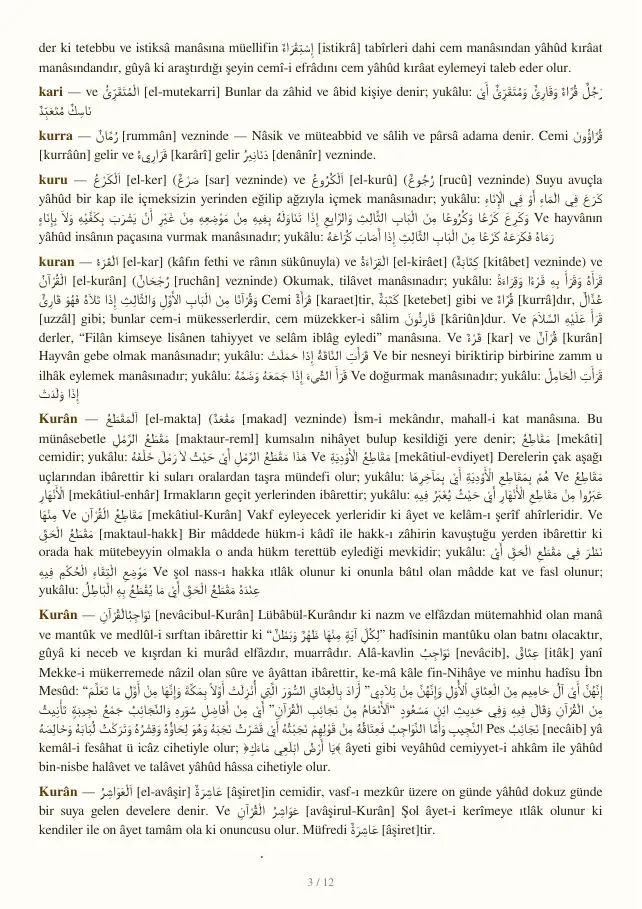 der ki tetebbu ve istiksâ manâsına müellifin إِسْتِقْرَاءٌ [istikrâ] tabîrleri dahi cem manâsından yâhûd kırâat
manâsındandır, gûyâ ki araştırdığı şeyin cemî-i efrâdını cem yâhûd kırâat eylemeyi taleb eder olur.
kari — ve اَلْمُتَقَرِّئُ [el-mutekarri] Bunlar da zâhid ve âbid kişiye denir; yukâlu: رَجُلٌ قُرَّاءٌ وَقَارِئٌ وَمُتَقَرِّئٌ أَيْ
نَاسِكٌ مُتَعَبِّدٌ
kurra — رُمَّانٌ [rummân] vezninde — Nâsik ve müteabbid ve sâlih ve pârsâ adama denir. Cemi قُرَّاؤُونَ
[kurrâûn] gelir ve قَرَارِيءُ [karârî] gelir دَنَانِيرُ [denânîr] vezninde.
kuru — اَلْكَرْعُ [el-ker] (صَرْعٌ [sar] vezninde) ve اَلْكُرُوعُ [el-kurû] (رُجُوعٌ [rucû] vezninde) Suyu avuçla
yâhûd bir kap ile içmeksizin yerinden eğilip ağzıyla içmek manâsınadır; yukâlu: كَرَعَ فِي الْمَاءِ أَوْ فِي الْإِنَاءِ
وَكَرِعَ كَرْعًا وَكُرُوعًا مِنَ الْبَابِ الثَّالِثِ وَالرَّابِعِ إِذَا تَنَاوَلَهُ بِفِيهِ مِنْ مَوْضِعِهِ مِنْ غَيْرِ أَنْ يَشْرَبَ بِكَفَّيْهِ وَلاَ بِإِنَاءٍ Ve hayvânın
yâhûd insânın paçasına vurmak manâsınadır; yukâlu: رَمَاهُ فَكَرَعَهُ كَرْعًا مِنَ الْبَابِ الثَّالِثِ إِذَا أَصَابَ كُرَاعَهُ
kuran — اَلْقَرْءُ [el-kar] (kâfın fethi ve rânın sükûnuyla) ve اَلْقِرَاءَةُ [el-kirâet] (كِتَابَةٌ [kitâbet] vezninde) ve
اَلْقُرْآنُ [el-kurân] (رُجْحَانٌ [ruchân] vezninde) Okumak, tilâvet manâsınadır; yukâlu: قَرَأَهُ وَقَرَأَ بِهِ قَرْءًا وَقِرَاءَةً
وَقُرْآنًا مِنَ الْبَابِ الْأَوَّلِ وَالثَّالِثِ إِذَا تَلاَهُ فَهُوَ قَارِئٌ Cemi قَرَأَةٌ [karaet]tir, كَتَبَةٌ [ketebet] gibi ve قُرَّاءٌ [kurrâ]dır, عُذَّالٌ
[uzzâl] gibi; bunlar cem-i mükesserlerdir, cem müzekker-i sâlim قَارِئُونَ [kâriûn]dur. Ve قَرَأَ عَلَيْهِ السَّلاَمَ
derler, “Filân kimseye lisânen tahiyyet ve selâm iblâg eyledi” manâsına. Ve قَرْءٌ [kar] ve قُرْآنٌ [kurân]
Hayvân gebe olmak manâsınadır; yukâlu: قَرَأَتِ النَّاقَةُ إِذَا حَمَلَتْ Ve bir nesneyi biriktirip birbirine zamm u
ilhâk eylemek manâsınadır; yukâlu: قَرَأَ الشَّيءَ إِذَا جَمَعَهُ وَضَمَّهُ Ve doğurmak manâsınadır; yukâlu: قَرَأَتِ الْحَامِلُ
إِذَا وَلَدَتْ
Kurân — اَلْمَقْطَعُ [el-makta] (مَقْعَدٌ [makad] vezninde) İsm-i mekândır, mahall-i kat manâsına. Bu
münâsebetle مَقْطَعُ الرَّمْلِ [maktaur-reml] kumsalın nihâyet bulup kesildiği yere denir; مَقَاطِعُ [mekâti]
cemidir; yukâlu: هَذَا مَقْطَعُ الرَّمْلِ أَيْ حَيْثُ لاَ رَمْلَ خَلْفَهُ Ve مَقَاطِعُ الْأَوْدِيَةِ [mekâtiul-evdiyet] Derelerin çak aşağı
uçlarından ibârettir ki suları oralardan taşra mündefi olur; yukâlu: هُمْ بِمَقَاطِعِ الْأَوْدِيَةِ أَيْ بِمَآخِرِهَا Ve مَقَاطِعُ
الْأَنْهَارِ [mekâtiul-enhâr] Irmakların geçit yerlerinden ibârettir; yukâlu: عَبَرُوا مِنْ مَقَاطِعِ الْأَنْهَارِ أَيْ حَيْثُ يُعْبَرُ فِيهِ
مِنْهَا Ve مَقَاطِعُ الْقُرْآنِ [mekâtiul-Kurân] Vakf eyleyecek yerleridir ki âyet ve kelâm-ı şerîf ahîrleridir. Ve
مَقْطَعُ الْحَقِّ [maktaul-hakk] Bir mâddede hükm-i kâdî ile hakk-ı zâhirin kavuştuğu yerden ibârettir ki
orada hak mütebeyyin olmakla o anda hükm terettüb eylediği mevkidir; yukâlu: نَظَرَ فِي مَقْطَعِ الْحَقِّ أَيْ
مَوْضِعِ الْتِقَاءِ الْحُكْمِ فِيهِ Ve şol nass-ı hakka ıtlâk olunur ki onunla bâtıl olan mâdde kat ve fasl olunur;
yukâlu: عِنْدَهُ مَقْطَعُ الْحَقِّ أَيْ مَا يُقْطَعُ بِهِ الْبَاطِلُ
Kurân — نَوَاجِبُالْقُرْآنِ [nevâcibul-Kurân] Lübâbül-Kurândır ki nazm ve elfâzdan mütemahhid olan manâ
ve mantûk ve medlûl-i sırftan ibârettir ki “لِكُلِّ آيَةٍ مِنْهَا ظَهْرٌ وَبَطْنٌ” hadîsinin mantûku olan batnı olacaktır,
gûyâ ki neceb ve kışrdan ki murâd elfâzdır, muarrâdır. Alâ-kavlin نَوَاجِبُ [nevâcib], عِتَاقٌ [itâk] yanî
Mekke-i mükerremede nâzil olan sûre ve âyâttan ibârettir, ke-mâ kâle fin-Nihâye ve minhu hadîsu İbn
Mesûd: “إِنَّهُنَّ أَيْ آلَ حَامِيمَ مِنَ الْعِتَاقِ الْأُوَلِ وَإِنَّهُنَّ مِنْ تِلاَدِي” أَرَادَ بِالْعِتَاقِ السُّوَرَ الَّتِي أُنْزِلَتْ أَوَّلاً بِمَكَّةَ وَإِنَّهَا مِنْ أَوَّلِ مَا تَعَلَّمَ
مِنَ الْقُرْآنِ وَقَالَ فِيهِ وَفِي حَدِيثِ ابْنِ مَسْعُودٍ “اَلْأَنْعَامُ مِنْ نَجَائِبِ الْقُرْآنِ” أَيْ مِنْ أَفَاضِلِ سُوَرِهِ وَالنَّجَائِبُ جَمْعُ نَجِيبَةٍ تَأْنِيثُ
النَّجِيبِ وَأَمَّا النَّوَاجِبُ فَعِتَاقُهُ مِنْ قَوْلِهِمْ نَجَبْتُهُ أَيْ قَشَرْتُ نَجَبَهُ وَهُوَ لِحَاؤُهُ وَقِشْرُهُ وَتَرَكْتُ لُبَابَهُ وَخَالِصَهُ Pes نَجَائِبُ [necâib] yâ
kemâl-i fesâhat ü icâz cihetiyle olur; ﴿يَا أَرْضُ ابْلَعِي مَاءَكِ﴾ âyeti gibi veyâhûd cemiyyet-i ahkâm ile yâhûd
bin-nisbe halâvet ve talâvet yâhûd hâssa cihetiyle olur.
Kurân — اَلْعَوَاشِرُ [el-avâşir] عَاشِرَةٌ [âşiret]in cemidir, vasf-ı mezkûr üzere on günde yâhûd dokuz günde
bir suya gelen develere denir. Ve عَوَاشِرُ الْقُرْآنِ [avâşirul-Kurân] Şol âyet-i kerîmeye ıtlâk olunur ki
kendiler ile on âyet tamâm ola ki onuncusu olur. Müfredi عَاشِرَةٌ [âşiret]tir.
.
3 / 12